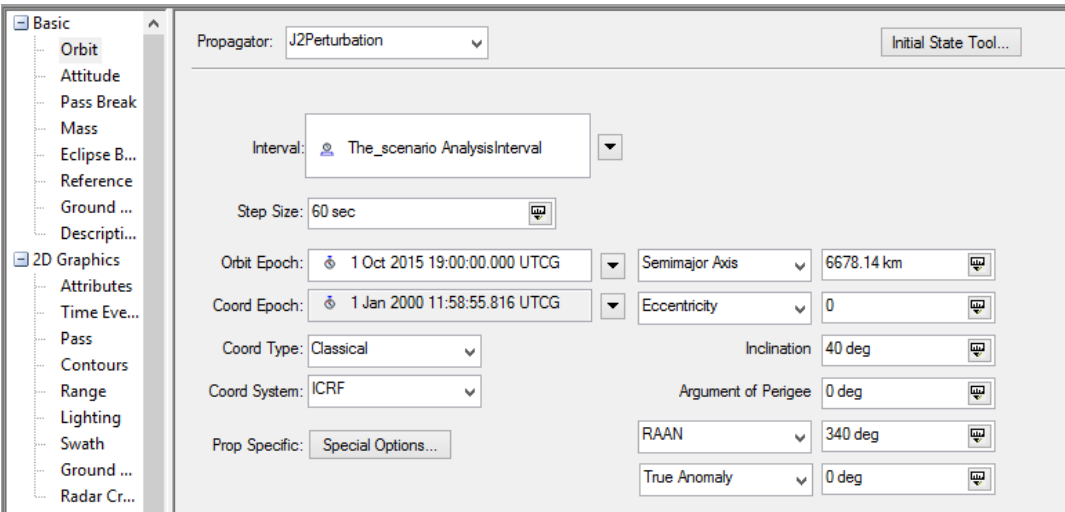 Basic
Orbit
Attitude
Pass Break
Mass
Eclipse B...
Reference
Ground ...
Descripti...
2D Graphics
Attributes
Time Eve...
Pass
Contours
Range
Lighting
Swath
Ground ...
Radar Cr...
Propagator: J2Perturbation
Initial State Tool...
Interval: The_scenario AnalysisInterval
Step Size: 60 sec
Orbit Epoch: 1 Oct 2015 19:00:00.000 UTCG
Semimajor Axis 6678.14 km
Coord Epoch: 1 Jan 2000 11:58:55.816 UTCG
Eccentricity 0
Coord Type: Classical
Inclination 40 deg
Coord System: ICRF
Argument of Perigee 0 deg
Prop Specific: Special Options...
RAAN 340 deg
True Anomaly 0 deg